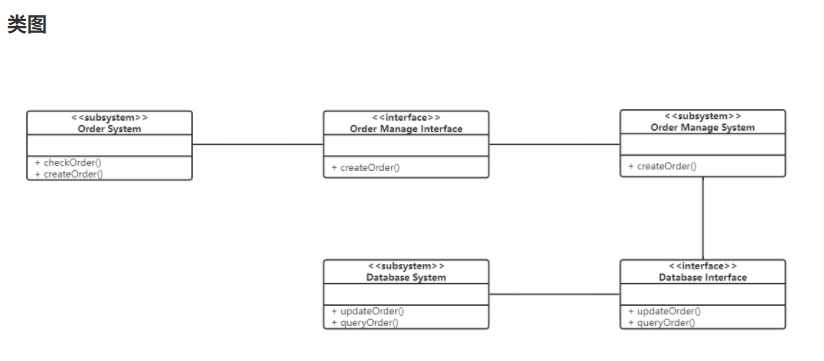 类图
<<subsystem>>
Order System
+ checkOrder()
+ createOrder()
<<interface>>
Order Manage Interface
+ createOrder()
<<subsystem>>
Order Manage System
+ createOrder()
<<subsystem>>
Database System
+ updateOrder()
+ queryOrder()
<<interface>>
Database Interface
+ updateOrder()
+ queryOrder()